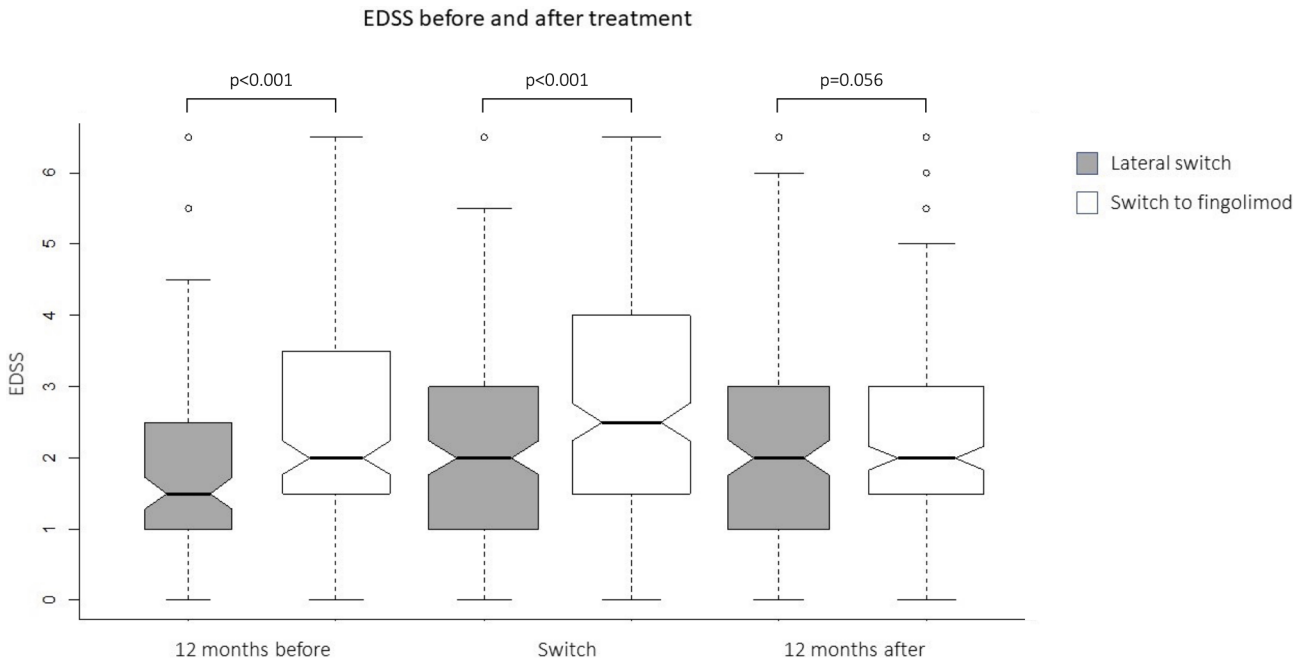 EDSS before and after treatment
p<0.001
p<0.001
p=0.056
Lateral switch
Switch to fingolimod
EDSS
6
5
4
3
2
1
0
12 months before
Switch
12 months after